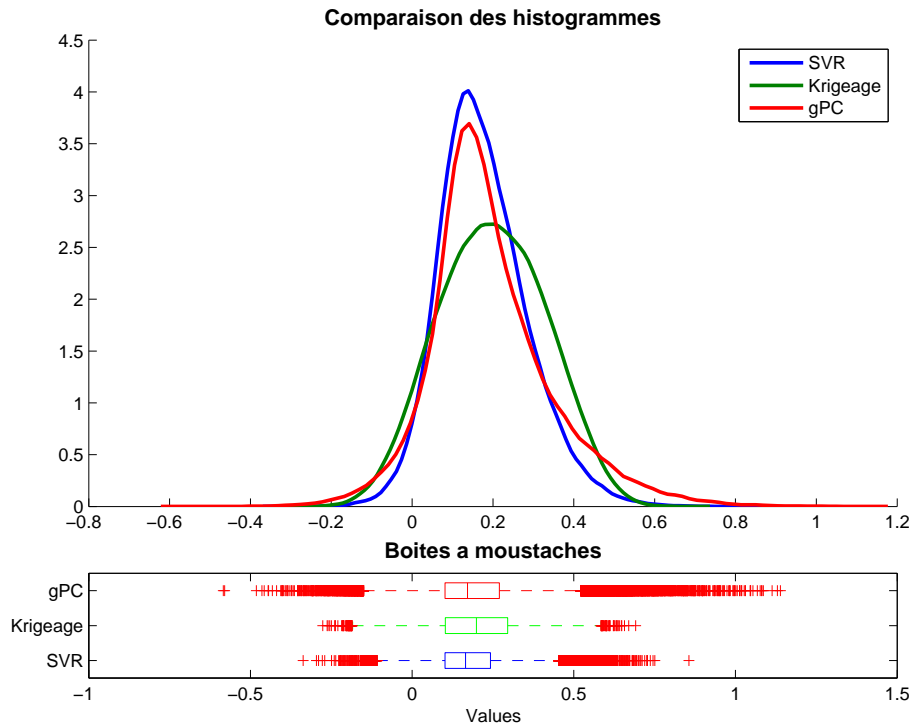 Comparaison des histogrammes
4.5
4
3.5
3
2.5
2
1.5
1
0.5
0
SVR
Krigeage
gPC
−0.8 −0.6 −0.4 −0.2 0 0.2 0.4 0.6 0.8 1 1.2
Boites a moustaches
gPC
Krigeage
SVR
−1 −0.5 0 0.5 1 1.5
Values